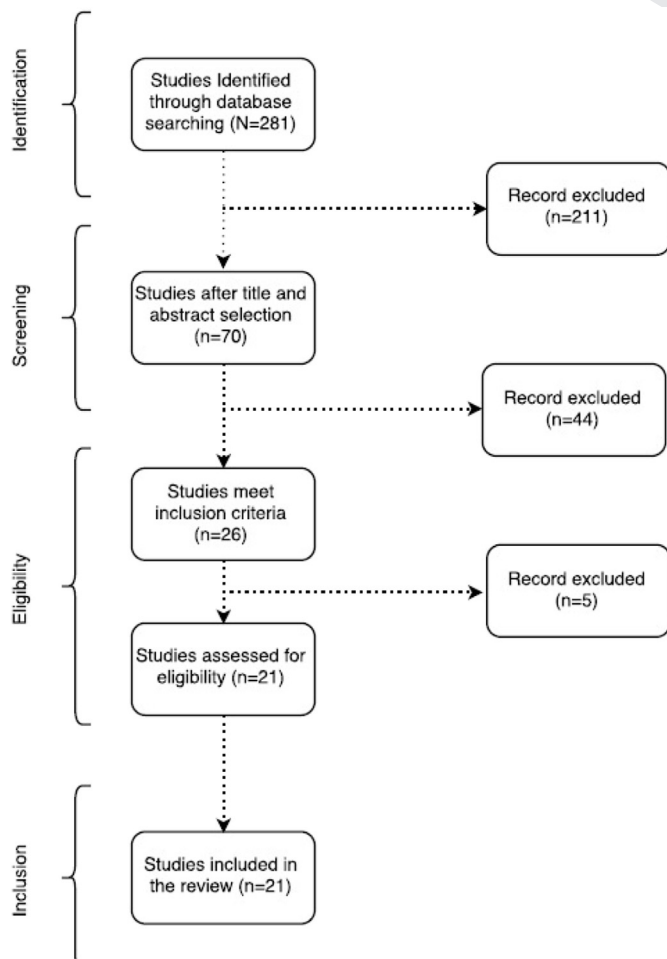 Identification
Studies Identified
through database
searching (N=281)
Record excluded
(n=211)
Screening
Studies after title and
abstract selection
(n=70)
Record excluded
(n=44)
Eligibility
Studies meet
inclusion criteria
(n=26)
Record excluded
(n=5)
Studies assessed for
eligibility (n=21)
Inclusion
Studies included in
the review (n=21)